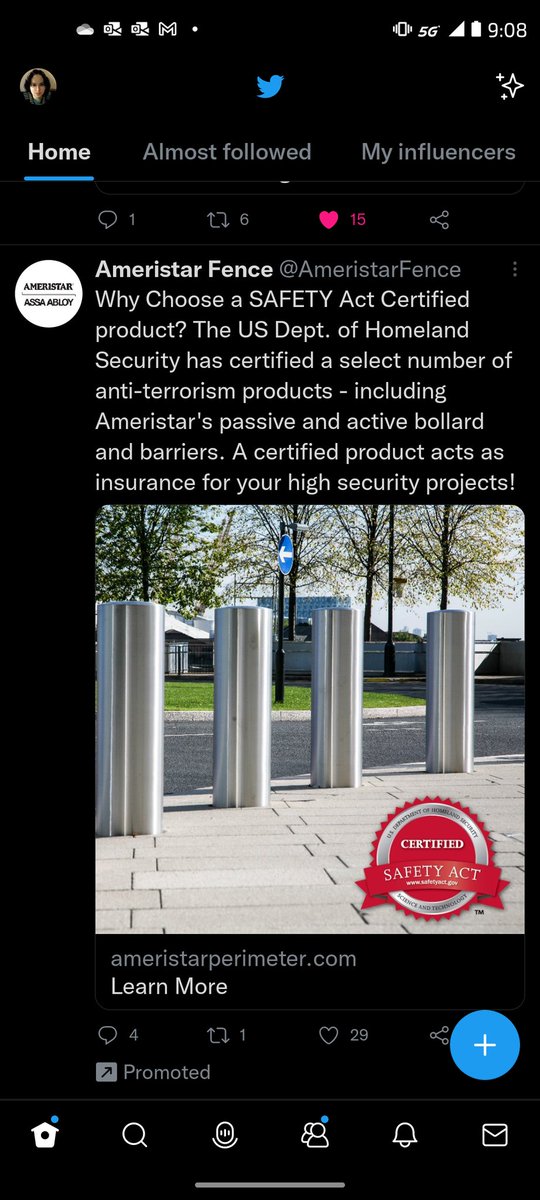 5G 9:08
Home Almost followed My influencers
1 6 15
Ameristar Fence @AmeristarFence
AMERISTAR
ASSA ABLOY
Why Choose a SAFETY Act Certified
product? The US Dept. of Homeland
Security has certified a select number of
anti-terrorism products - including
Ameristar's passive and active bollard
and barriers. A certified product acts as
insurance for your high security projects!
U.S. DEPARTMENT OF HOMELAND SECURITY
CERTIFIED
SAFETY ACT
www.safetyact.gov
SCIENCE AND TECHNOLOGY
TM
ameristarperimeter.com
Learn More
4 1 29
Promoted